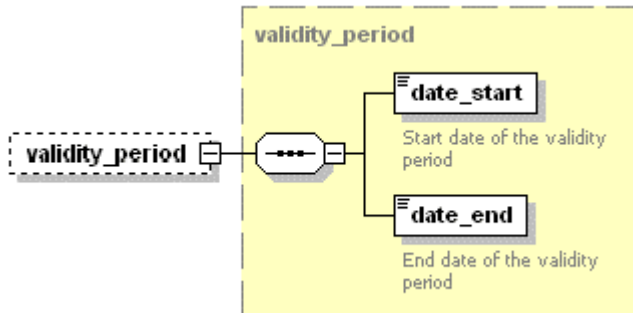 validity_period
date_start
Start date of the validity
period
validity_period
date_end
End date of the validity
period